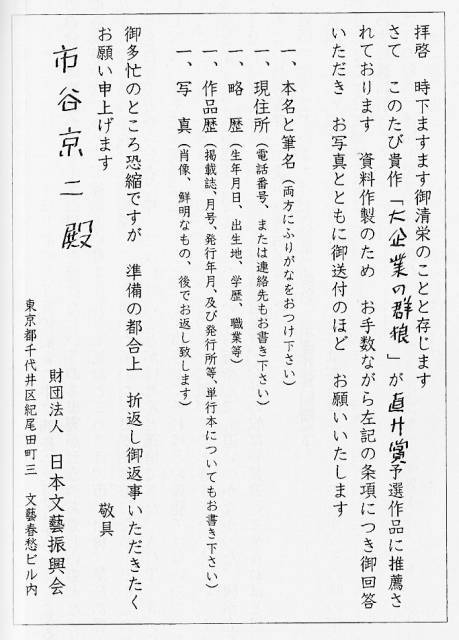 拝啓　時下ますます御清栄のことと存じます
さて　このたび貴作「大企業の群狼」が直廾賞予選作品に推薦さ
れております　資料作製のため　お手数ながら左記の条項につき御回答
いただき　お写真とともに御送付のほど　お願いいたします
一、本名と筆名（両方にふりがなをおつけ下さい）
一、現住所（電話番号、または連絡先もお書き下さい）
一、略　歴（生年月日、出生地、学歴、職業等）
一、作品歴（掲載誌、月号、発行年月、及び発行所等、単行本についてもお書き下さい）
一、写　真（肖像、鮮明なもの、後でお返し致します）
御多忙のところ恐縮ですが　準備の都合上　折返し御返事いただきたく
お願い申上げます
敬具
市谷京二殿
財団法人　日本文藝振興会
東京都千代井区紀尾田町三　文藝春愁ビル内